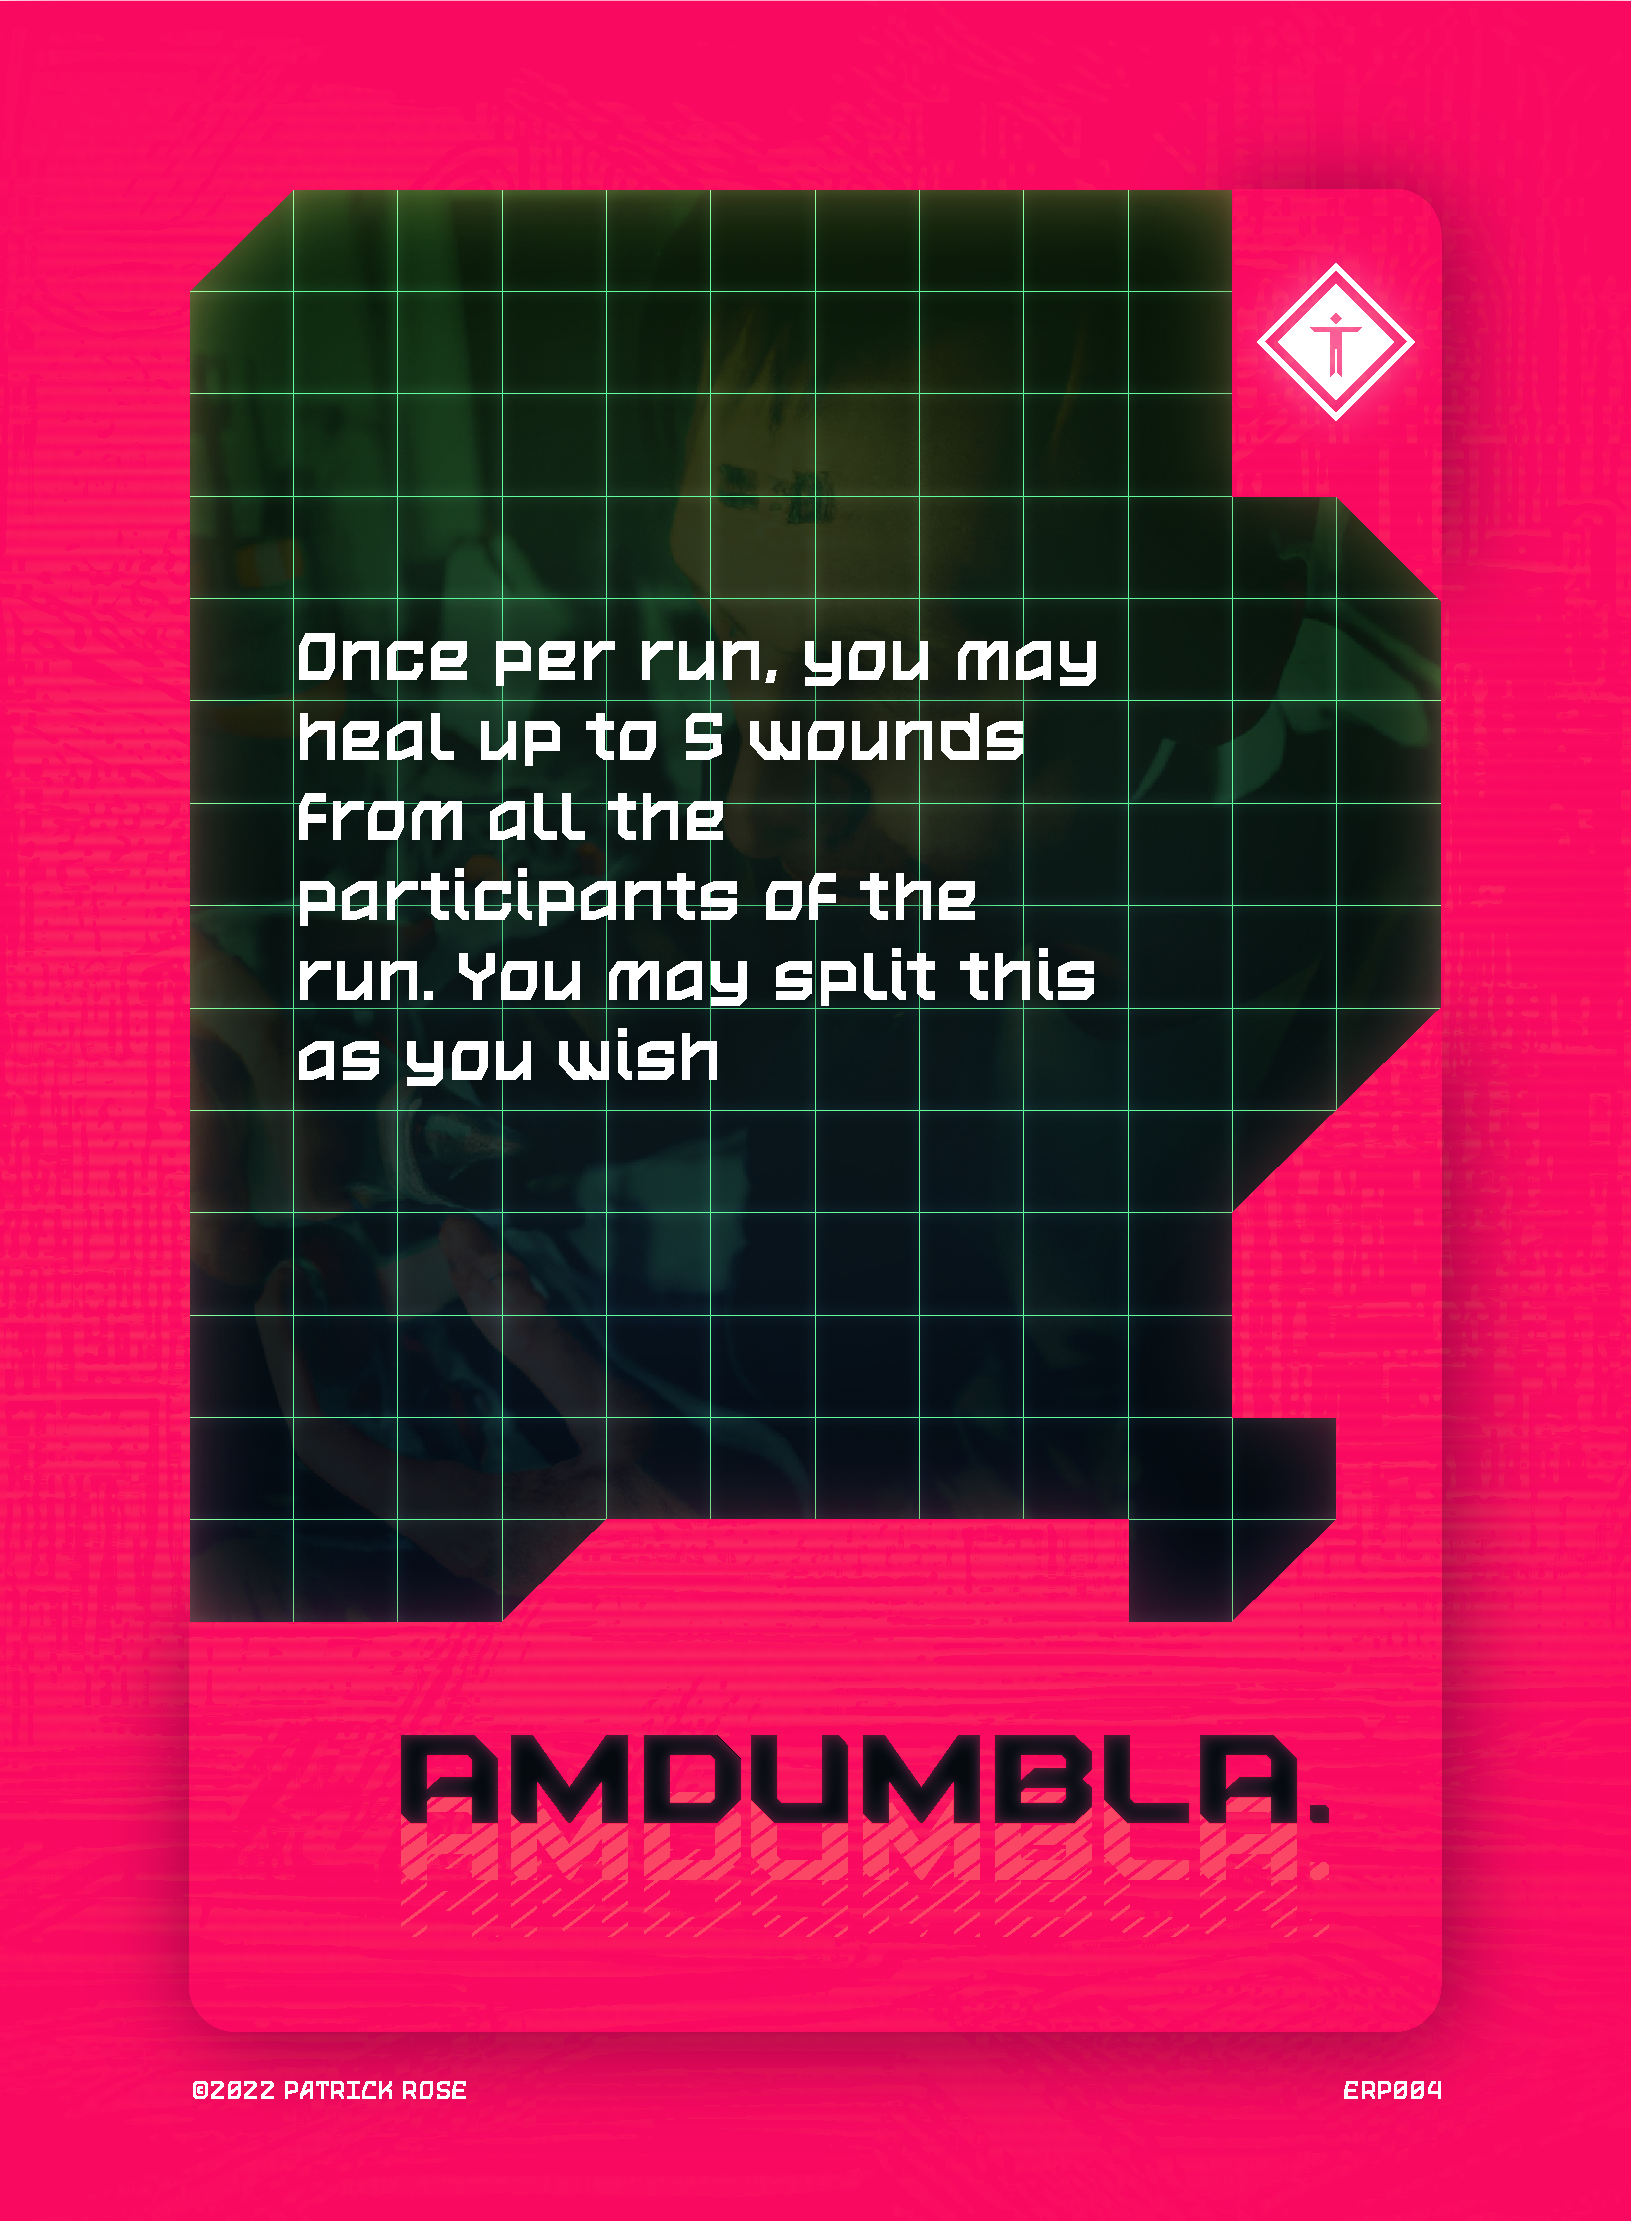 Once per run, you may
heal up to 5 wounds
from all the
participants of the
run. You may split this
as you wish
AMDUMBLA.
©2022 PATRICK ROSE
ERP004